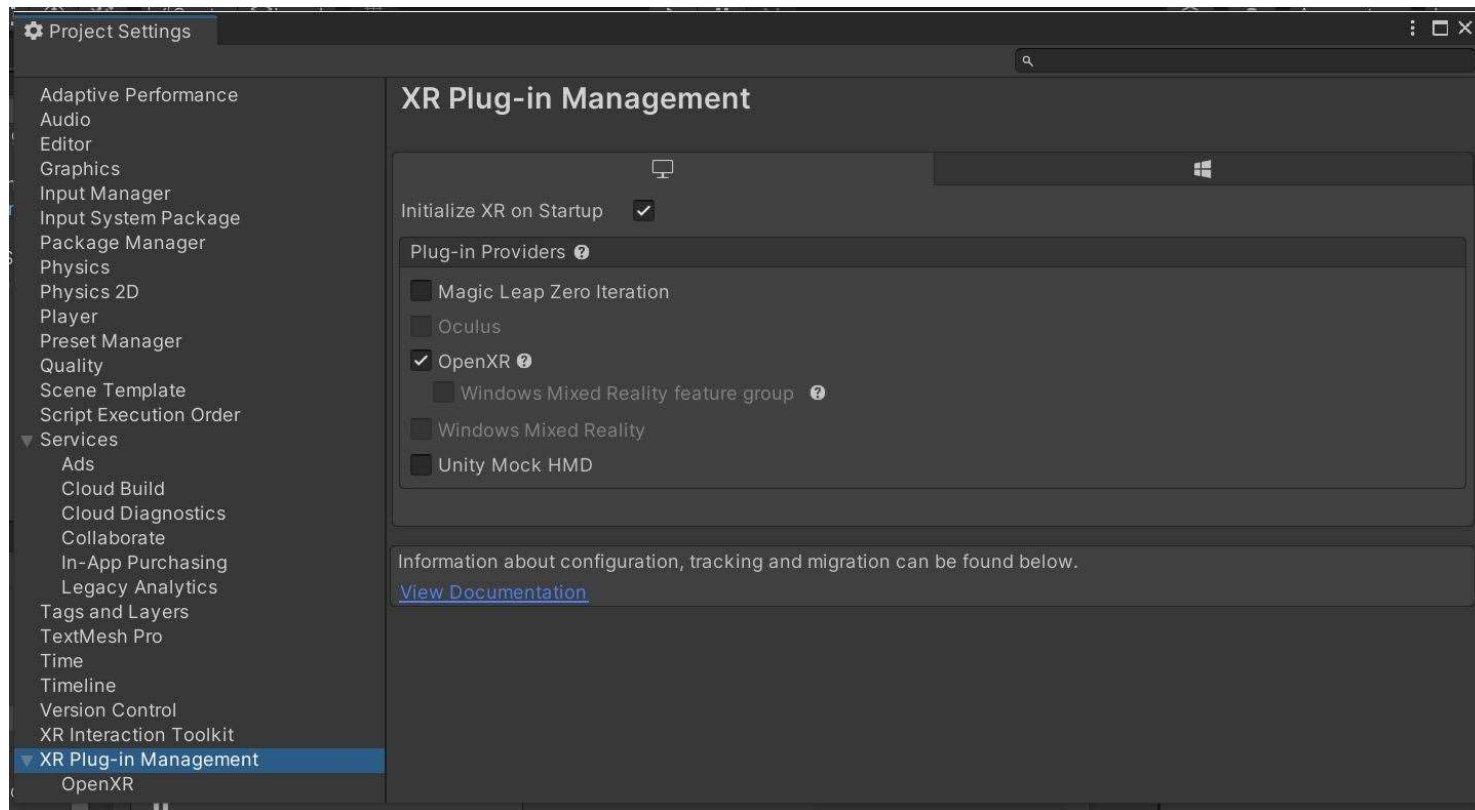 Project Settings
Adaptive Performance
Audio
Editor
Graphics
Input Manager
Input System Package
Package Manager
Physics
Physics 2D
Player
Preset Manager
Quality
Scene Template
Script Execution Order
Services
Ads
Cloud Build
Cloud Diagnostics
Collaborate
In-App Purchasing
Legacy Analytics
Tags and Layers
TextMesh Pro
Time
Timeline
Version Control
XR Interaction Toolkit
XR Plug-in Management
OpenXR
XR Plug-in Management
Initialize XR on Startup
Plug-in Providers
Magic Leap Zero Iteration
Oculus
OpenXR
Windows Mixed Reality feature group
Windows Mixed Reality
Unity Mock HMD
Information about configuration, tracking and migration can be found below.
View Documentation